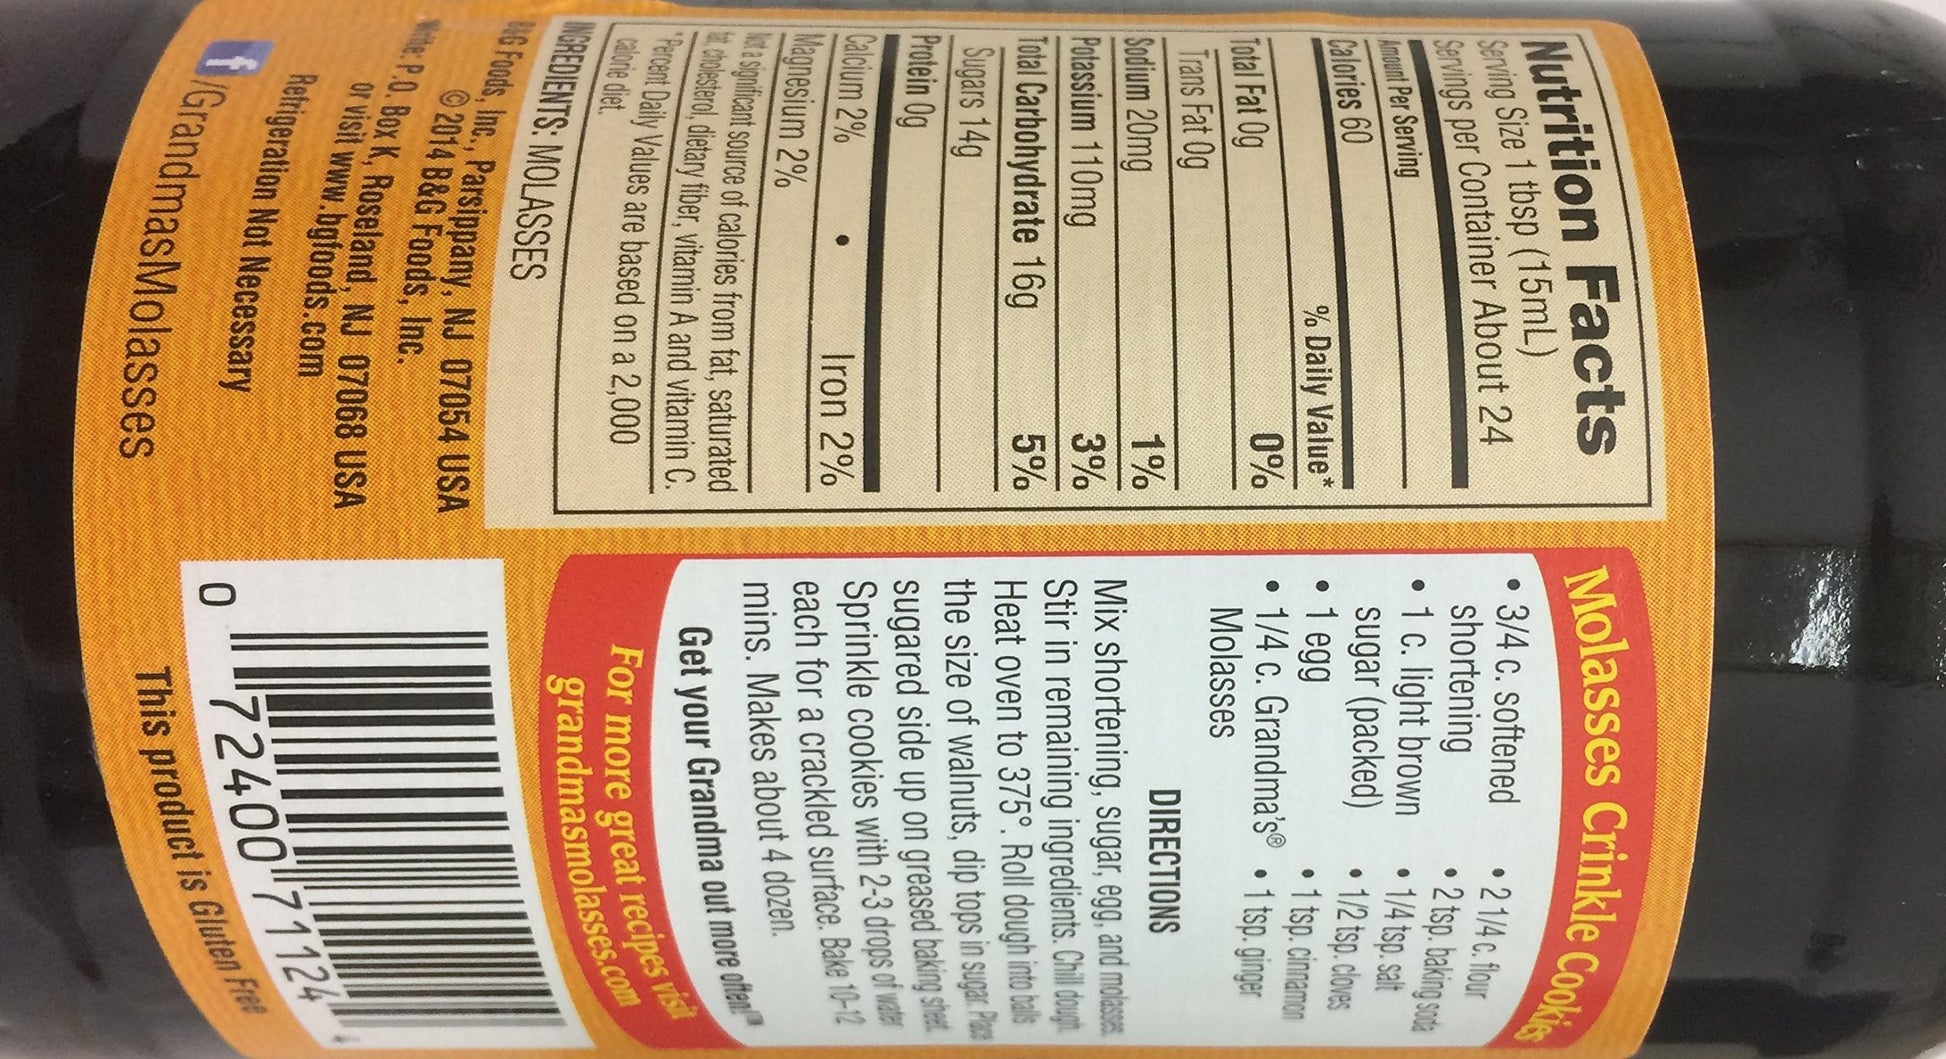 Nutrition Facts
Serving Size 1 tbsp (15mL)
Servings per Container About 24
Amount Per Serving
Calories 60
% Daily Value*
Total Fat 0g 0%
Trans Fat 0g
Sodium 20mg 1%
Potassium 110mg 3%
Total Carbohydrate 16g 5%
Sugars 14g
Protein 0g
Calcium 2% • Iron 2%
Magnesium 2%
Not a significant source of calories from fat, saturated
fat, cholesterol, dietary fiber, vitamin A and vitamin C.
*Percent Daily Values are based on a 2,000
calorie diet.
INGREDIENTS: MOLASSES
B&G Foods, Inc., Parsippany, NJ 07054 USA
© 2014 B&G Foods, Inc.
Write: P.O. Box K, Roseland, NJ 07068 USA
or visit www.bgfoods.com
Refrigeration Not Necessary
f /GrandmasMolasses
Molasses Crinkle Cookies
• 3/4 c. softened
shortening
• 1 c. light brown
sugar (packed)
• 1 egg
• 1/4 c. Grandma's®
Molasses
• 2 1/4 c. flour
• 2 tsp. baking soda
• 1/4 tsp. salt
• 1/2 tsp. cloves
• 1 tsp. cinnamon
• 1 tsp. ginger
DIRECTIONS
Mix shortening, sugar, egg, and molasses.
Stir in remaining ingredients. Chill dough.
Heat oven to 375°. Roll dough into balls
the size of walnuts, dip tops in sugar. Place
sugared side up on greased baking sheet.
Sprinkle cookies with 2-3 drops of water
each for a crackled surface. Bake 10-12
mins. Makes about 4 dozen.
Get your Grandma out more often!™
For more great recipes visit
grandmasmolasses.com
0 72400 71124 4
This product is Gluten Free